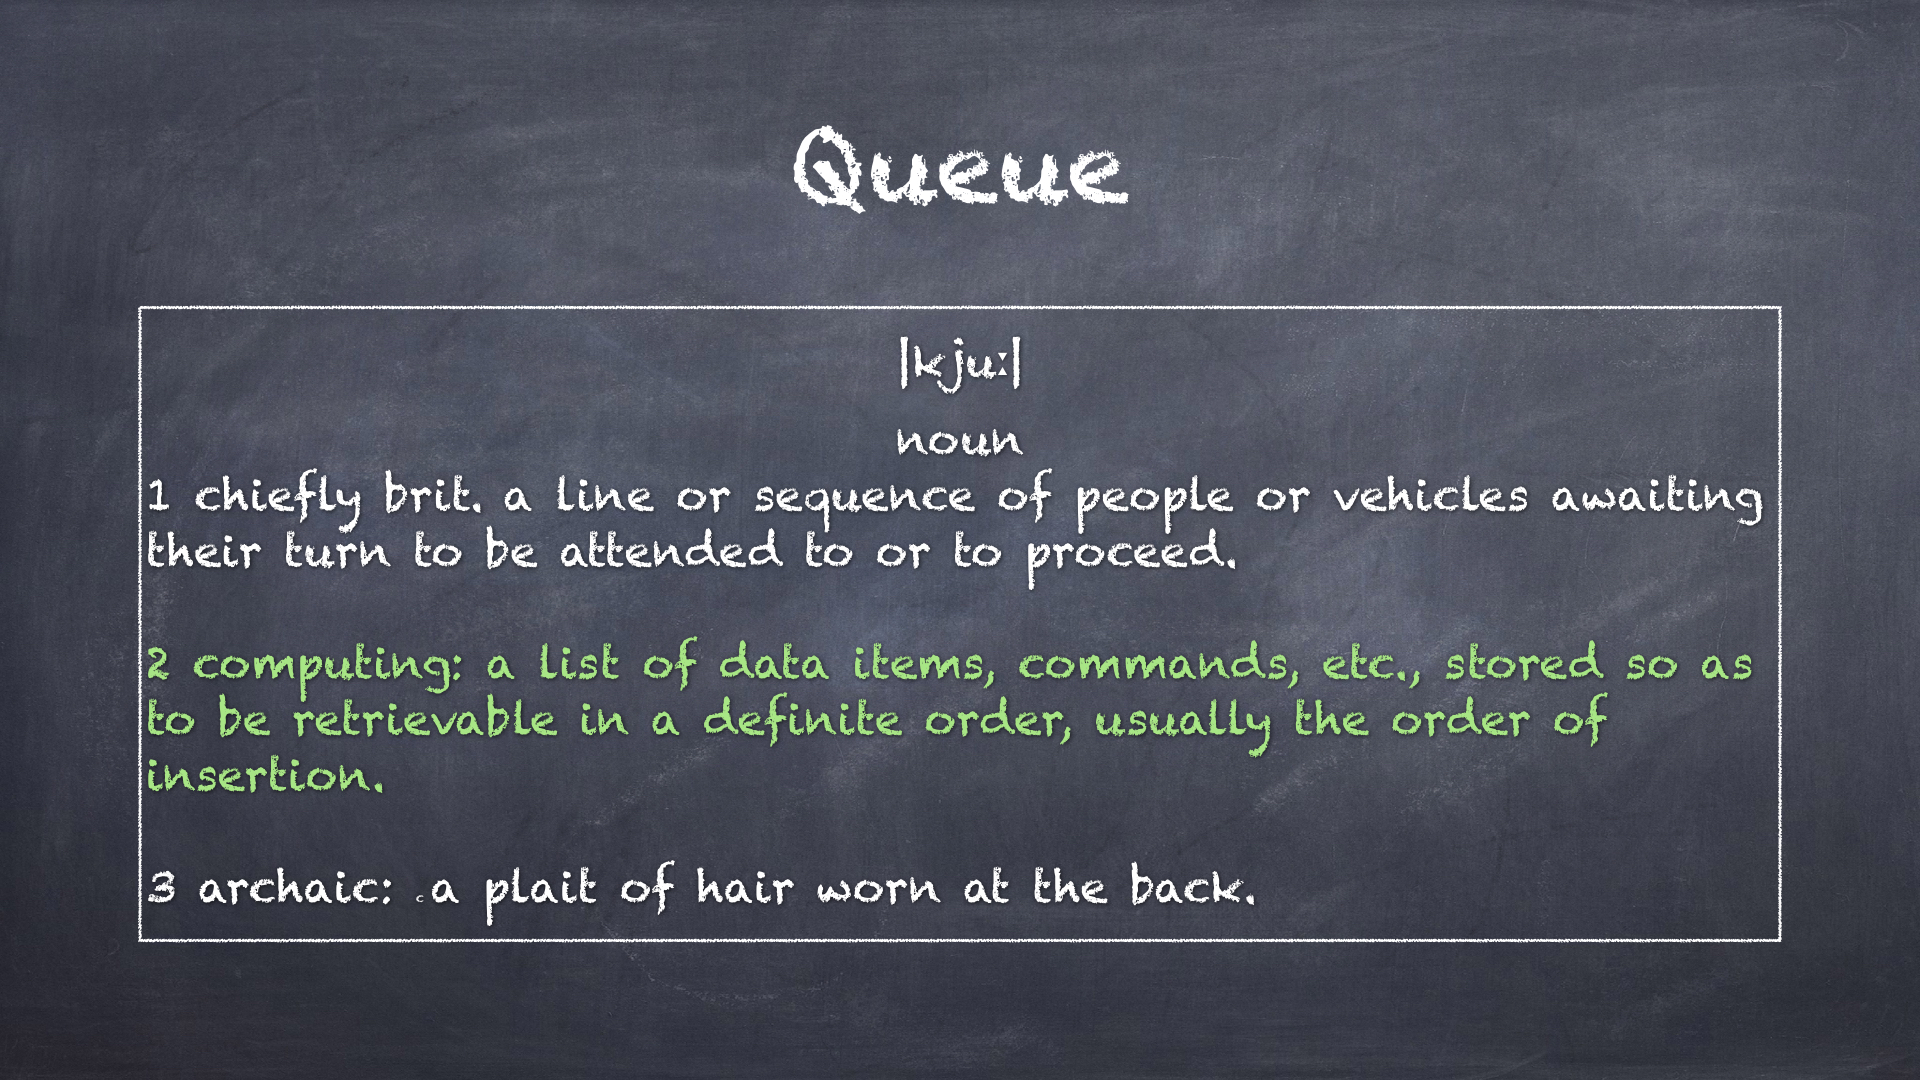 Queue
|kjuː|
noun
1 chiefly brit. a line or sequence of people or vehicles awaiting
their turn to be attended to or to proceed.
2 computing: a list of data items, commands, etc., stored so as
to be retrievable in a definite order, usually the order of
insertion.
3 archaic: c a plait of hair worn at the back.